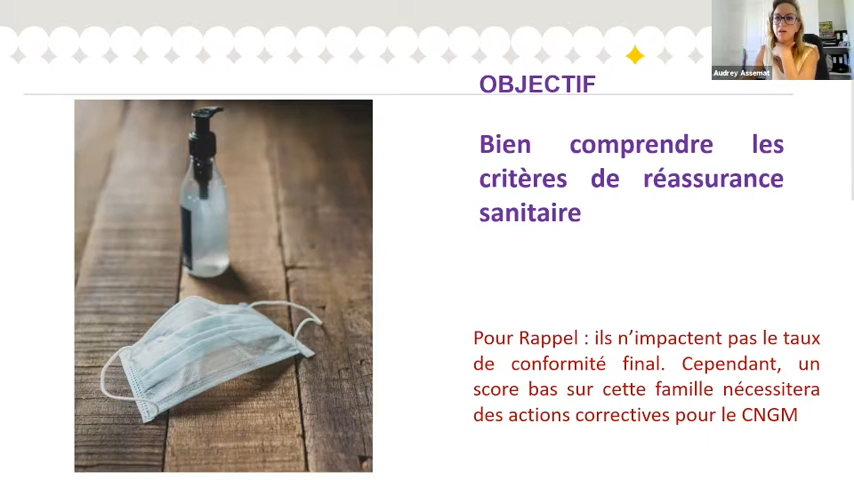 Audrey Assemat
OBJECTIF
Bien comprendre les
critères de réassurance
sanitaire
Pour Rappel : ils n’impactent pas le taux
de conformité final. Cependant, un
score bas sur cette famille nécessitera
des actions correctives pour le CNGM